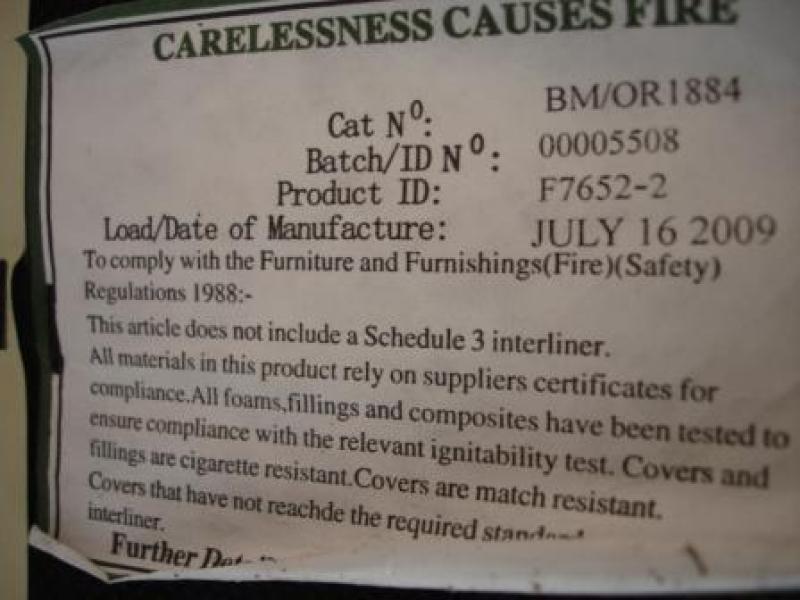 CARELESSNESS CAUSES FIRE
Cat Nº: BM/OR1884
Batch/ID Nº: 00005508
Product ID: F7652-2
Load/Date of Manufacture: JULY 16 2009
To comply with the Furniture and Furnishings(Fire)(Safety)
Regulations 1988:-
This article does not include a Schedule 3 interliner.
All materials in this product rely on suppliers certificates for
compliance.All foams,fillings and composites have been tested to
ensure compliance with the relevant ignitability test. Covers and
fillings are cigarette resistant.Covers are match resistant.
Covers that have not reachde the required
interliner.
Further